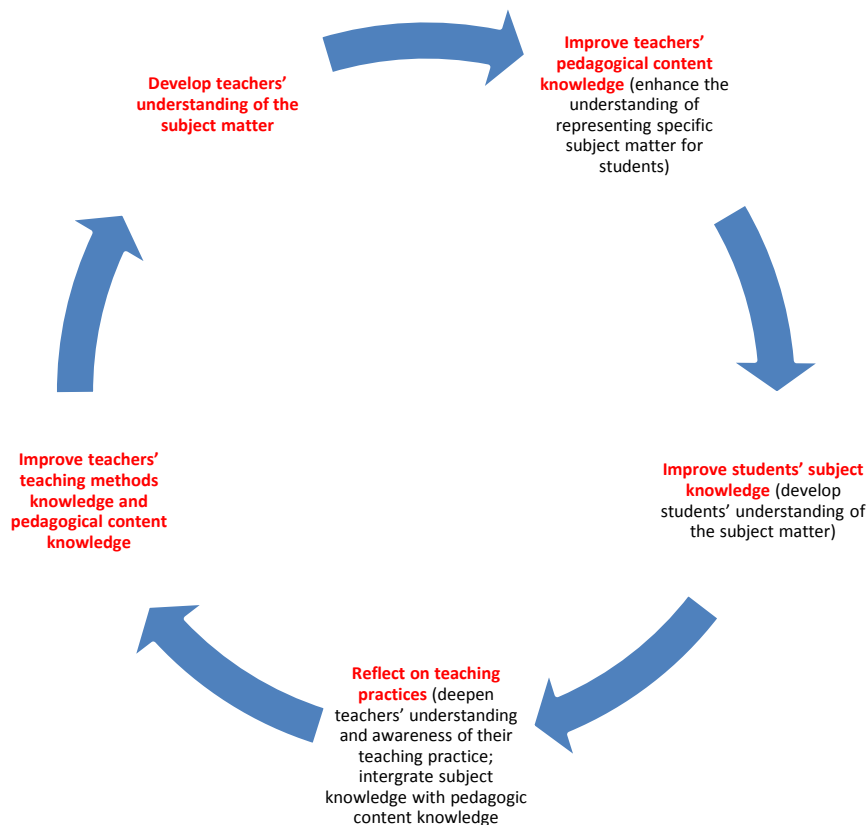 Develop teachers’
understanding of the
subject matter
Improve teachers’
pedagogical content
knowledge (enhance the
understanding of
representing specific
subject matter for
students)
Improve students’ subject
knowledge (develop
students’ understanding of
the subject matter)
Reflect on teaching
practices (deepen
teachers’ understanding
and awareness of their
teaching practice;
intergrate subject
knowledge with pedagogic
content knowledge
Improve teachers’
teaching methods
knowledge and
pedagogical content
knowledge